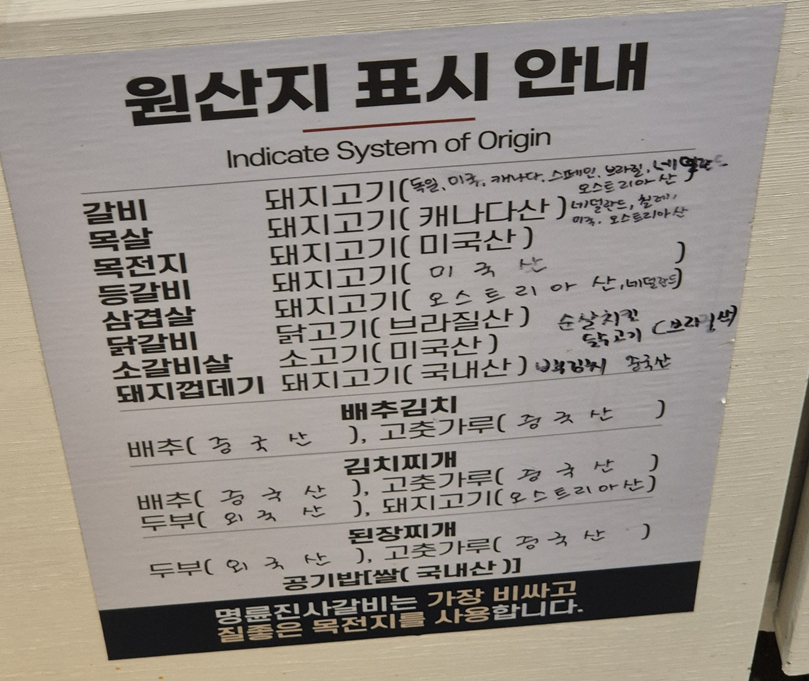 원산지 표시 안내
Indicate System of Origin
갈비 돼지고기(독일, 미국, 캐나다, 스페인, 브라질, 네덜란드
오스트리아산)
목살 돼지고기(캐나다산) 네덜란드, 칠레,
미국, 오스트리아산
목전지 돼지고기(미국산)
등갈비 돼지고기( 미국산 )
삼겹살 돼지고기( 오스트리아산, 네덜란드)
닭갈비 닭고기(브라질산) 순살치킨
닭고기 (브라질산)
소갈비살 소고기(미국산)
돼지껍데기 돼지고기(국내산) 중국산
배추김치
배추( 중국산 ), 고춧가루( 중국산 )
김치찌개
배추( 중국산 ), 고춧가루( 중국산 )
두부( 외국산 ), 돼지고기(오스트리아산)
된장찌개
두부( 외국산 ), 고춧가루( 중국산 )
공기밥[쌀(국내산)]
명륜진사갈비는 가장 비싸고
질좋은 목전지를 사용합니다.